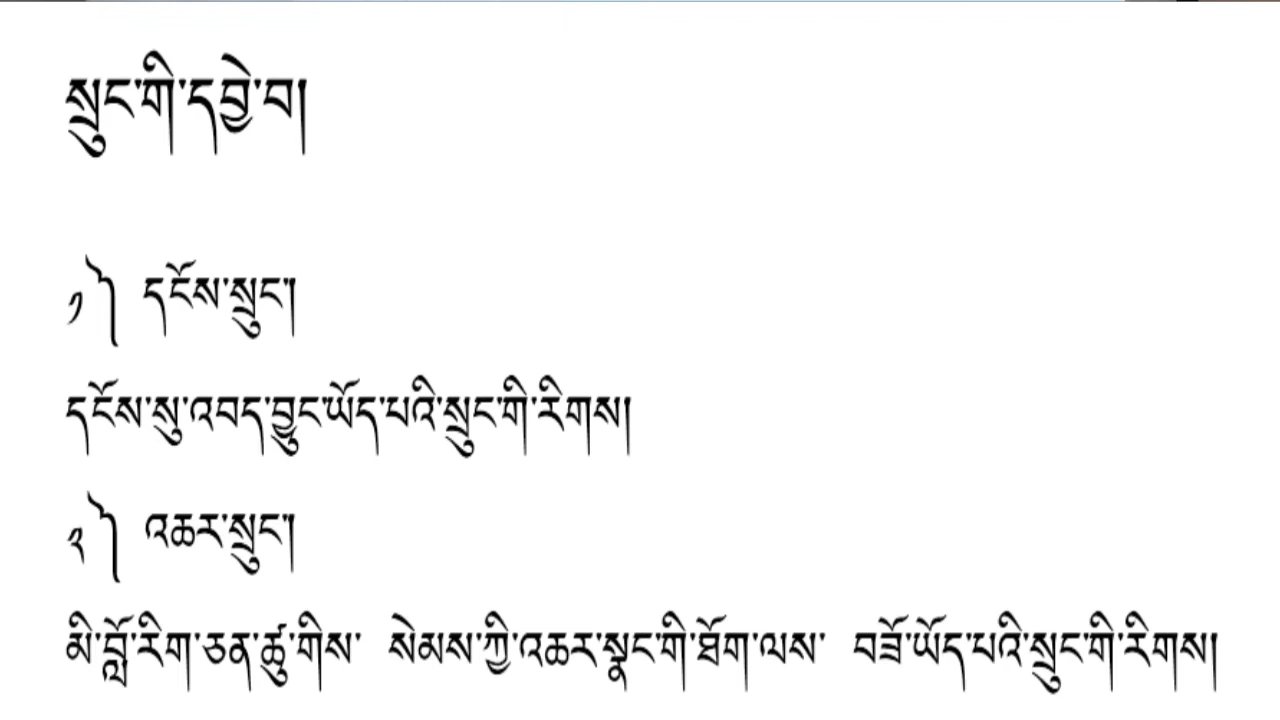 སྲུང་གི་དབྱེ་བ།
༡༽ དངོས་སྲུང་།
དངོས་སུ་འབད་བྱུང་ཡོད་པའི་སྲུང་གི་རིགས།
༢༽ འཆར་སྲུང་།
མི་བློ་རིག་ཅན་ཚུ་གིས་ སེམས་ཀྱི་འཆར་སྣང་གི་ཐོག་ལས་ བཟོ་ཡོད་པའི་སྲུང་གི་རིགས།